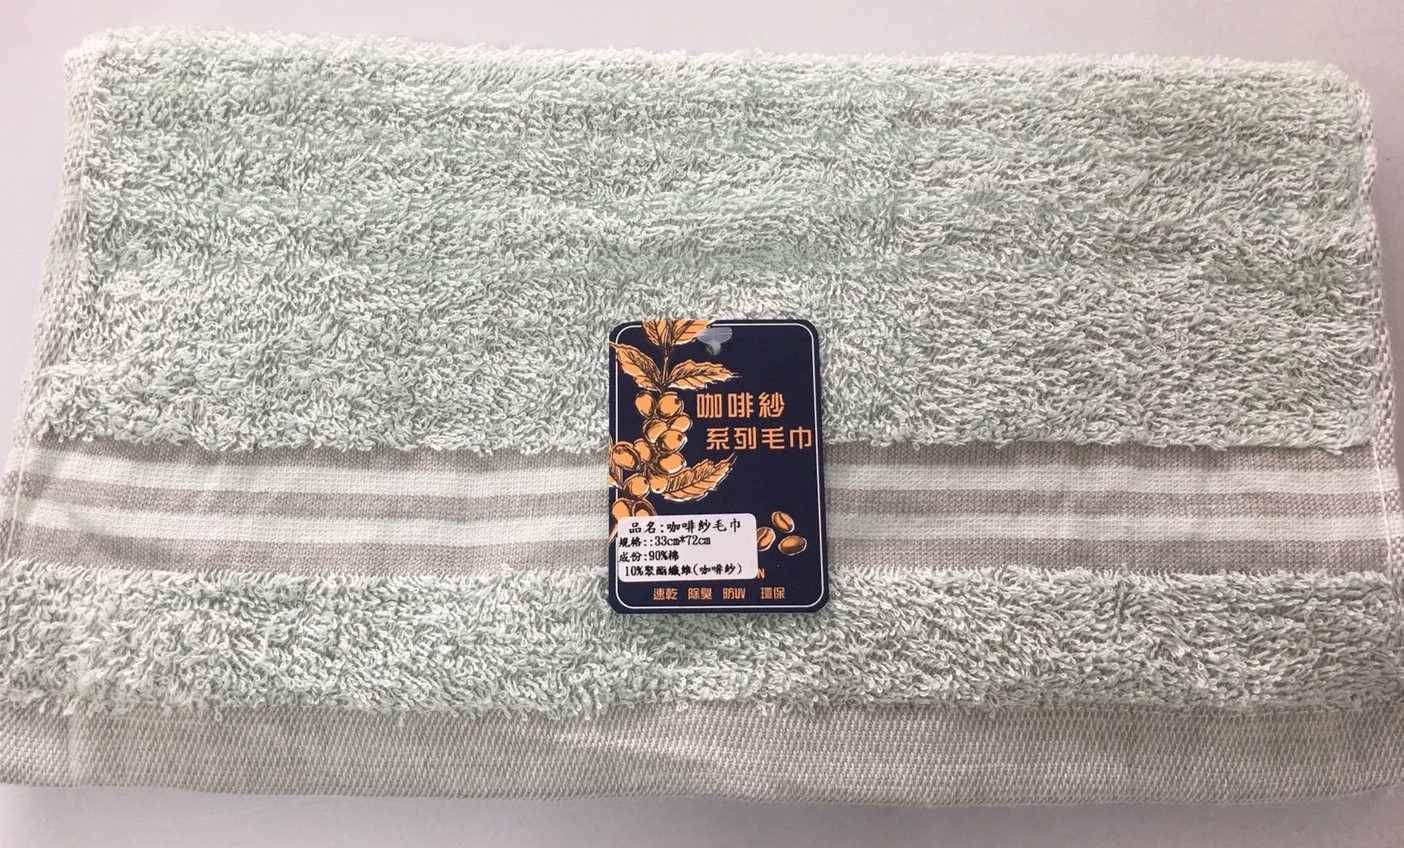 咖啡紗
系列毛巾
品名:咖啡紗毛巾
規格::33cm*72cm
成份:90%棉
10%聚酯纖維(咖啡紗)
N
速乾 除臭 防UV 環保